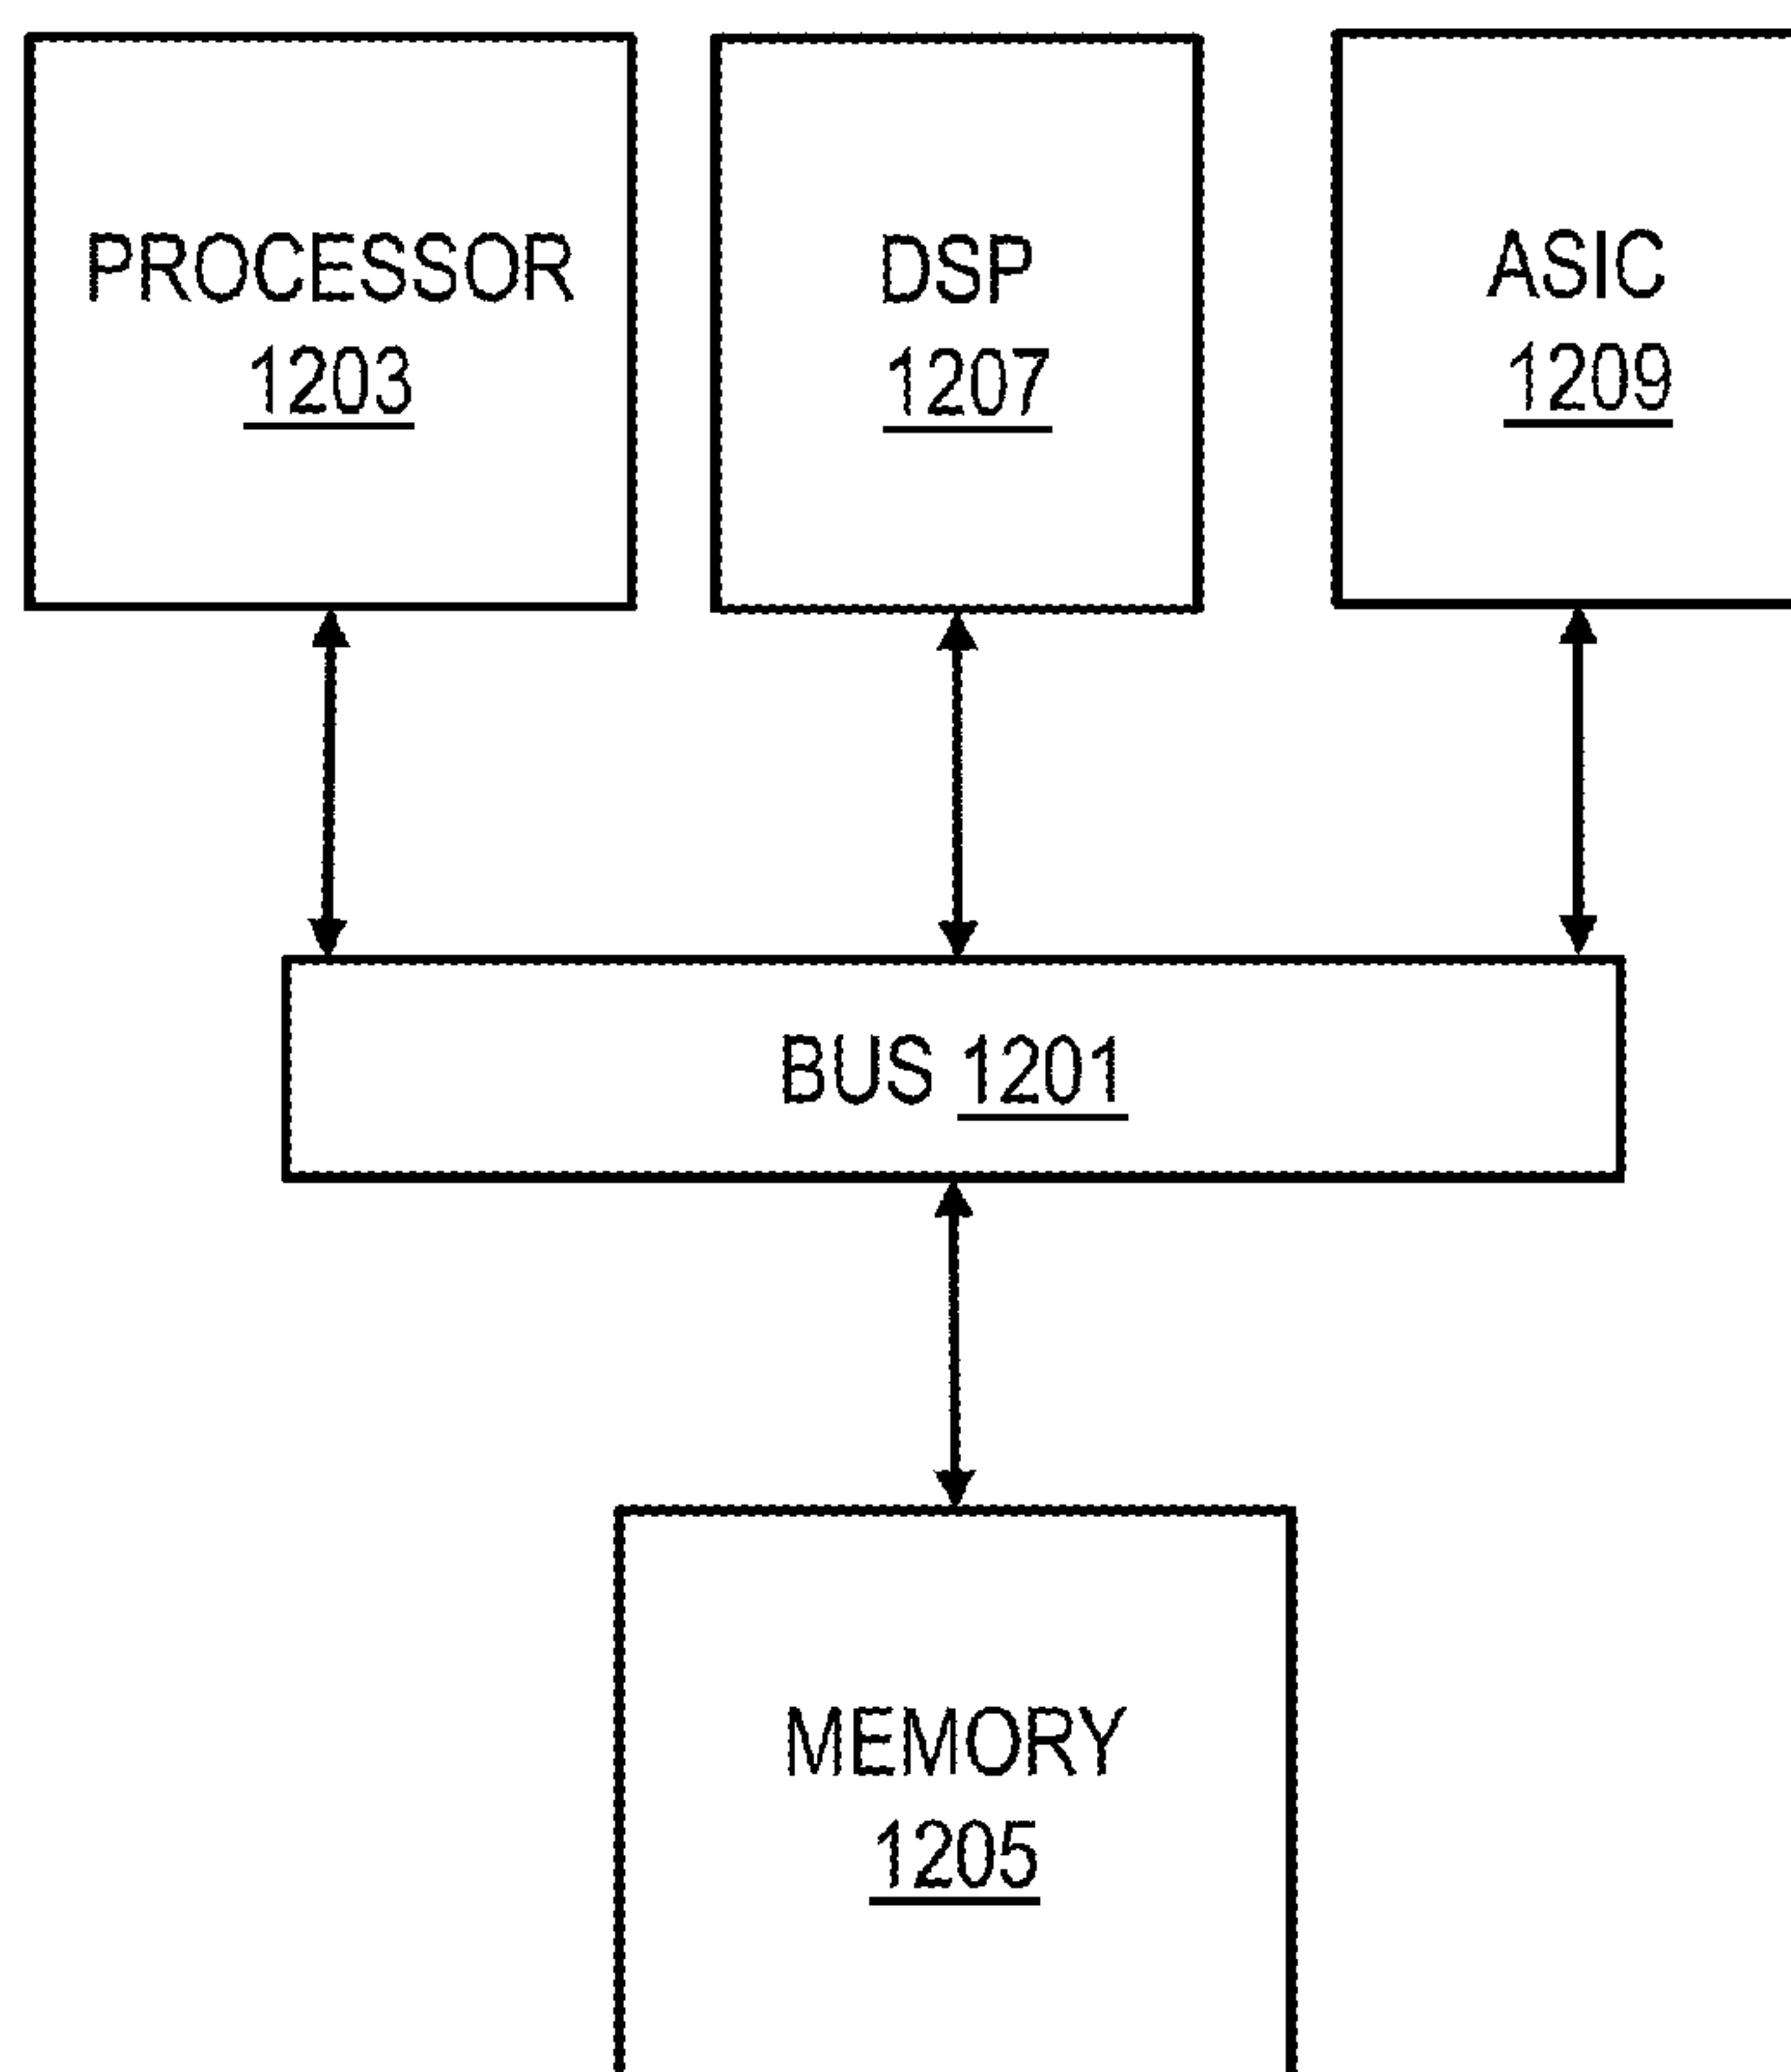 PROCESSOR
1203
DSP
1207
ASIC
1209
BUS 1201
MEMORY
1205